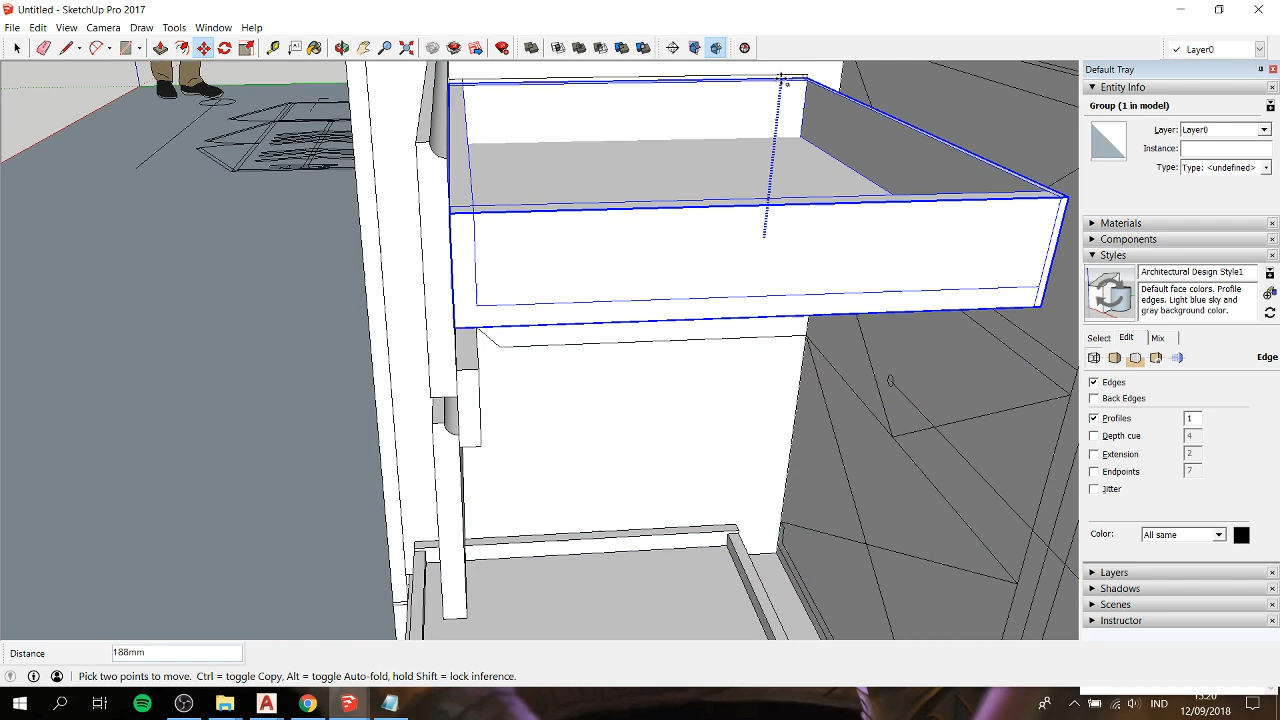 Untitled - SketchUp Pro 2017
File Edit View Camera Draw Tools Window Help
Layer0
Default Tray
Entity Info
Group (1 in model)
Layer: Layer0
Instance:
Type: Type: <undefined>
Materials
Components
Styles
Architectural Design Style1
Default face colors. Profile
edges. Light blue sky and
gray background color.
Select Edit Mix
Edge
Edges
Back Edges
Profiles 1
Depth cue 4
Extension 2
Endpoints 7
Jitter
Color: All same
Layers
Shadows
Scenes
Instructor
Distance 188mm
Pick two points to move. Ctrl = toggle Copy, Alt = toggle Auto-fold, hold Shift = lock inference.
IND
15:20
12/09/2018